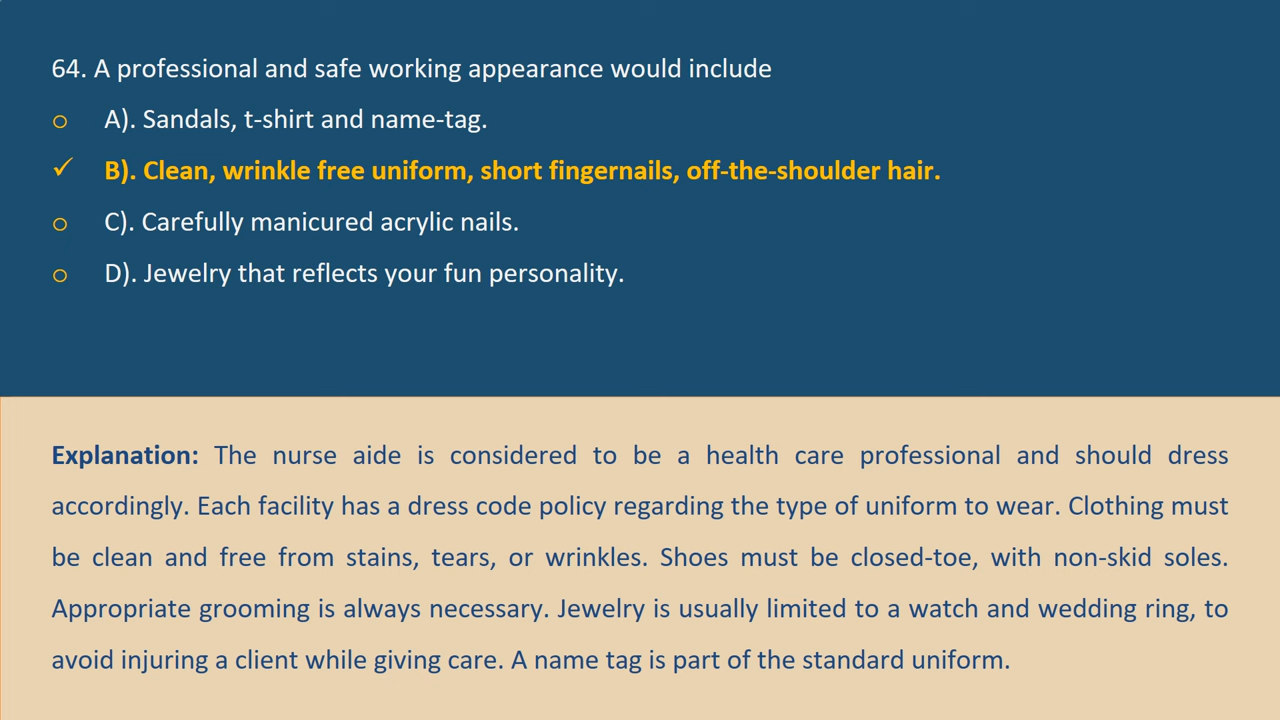 64. A professional and safe working appearance would include
o A). Sandals, t-shirt and name-tag.
✓ B). Clean, wrinkle free uniform, short fingernails, off-the-shoulder hair.
o C). Carefully manicured acrylic nails.
o D). Jewelry that reflects your fun personality.
Explanation: The nurse aide is considered to be a health care professional and should dress
accordingly. Each facility has a dress code policy regarding the type of uniform to wear. Clothing must
be clean and free from stains, tears, or wrinkles. Shoes must be closed-toe, with non-skid soles.
Appropriate grooming is always necessary. Jewelry is usually limited to a watch and wedding ring, to
avoid injuring a client while giving care. A name tag is part of the standard uniform.